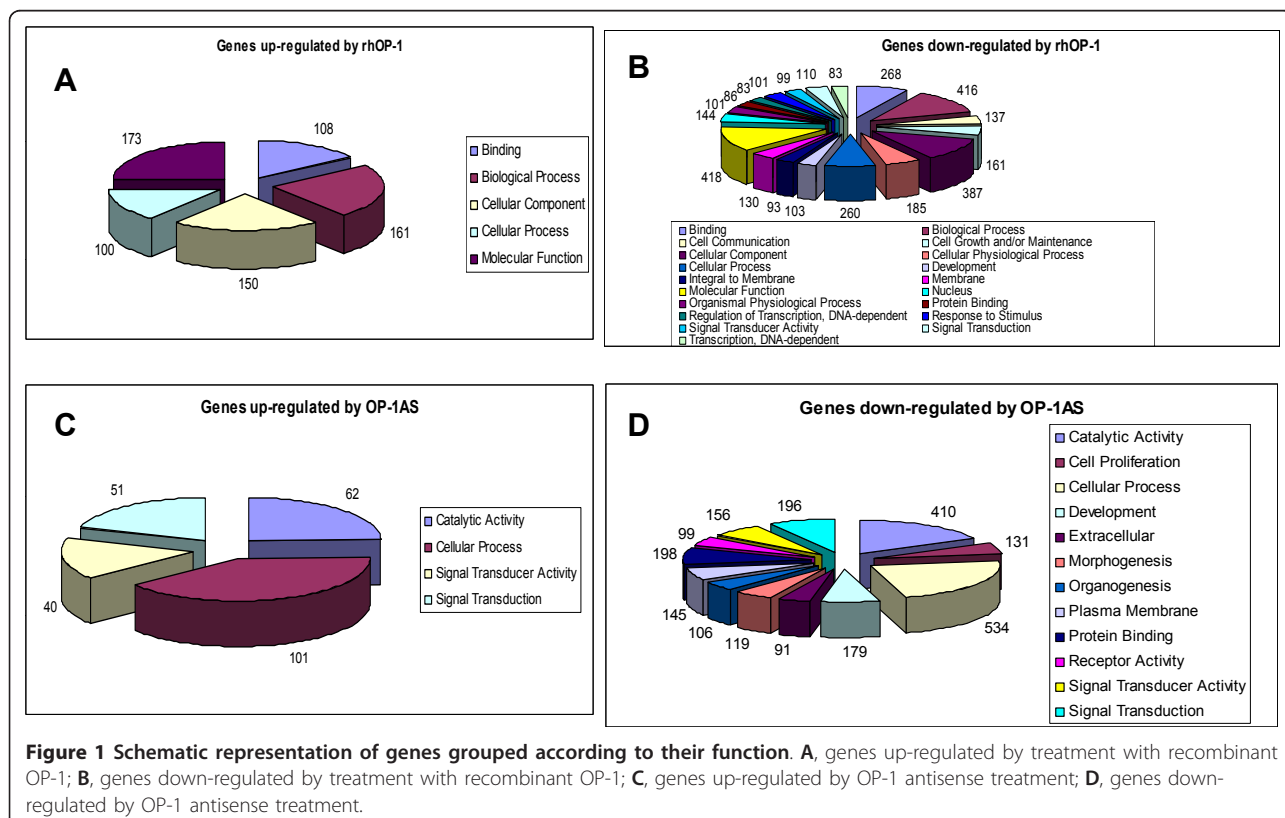 Genes up-regulated by rhOP-1
A
108
161
150
100
173
Binding
Biological Process
Cellular Component
Cellular Process
Molecular Function
Genes down-regulated by rhOP-1
B
268
416
137
161
387
185
260
103
93
130
418
144
101
86
83
101
99
110
83
Binding
Biological Process
Cell Communication
Cell Growth and/or Maintenance
Cellular Component
Cellular Physiological Process
Cellular Process
Development
Integral to Membrane
Membrane
Molecular Function
Nucleus
Organismal Physiological Process
Protein Binding
Regulation of Transcription, DNA-dependent
Response to Stimulus
Signal Transducer Activity
Signal Transduction
Transcription, DNA-dependent
Genes up-regulated by OP-1AS
C
62
101
40
51
Catalytic Activity
Cellular Process
Signal Transducer Activity
Signal Transduction
Genes down-regulated by OP-1AS
D
410
131
534
179
91
119
106
145
198
99
156
196
Catalytic Activity
Cell Proliferation
Cellular Process
Development
Extracellular
Morphogenesis
Organogenesis
Plasma Membrane
Protein Binding
Receptor Activity
Signal Transducer Activity
Signal Transduction
Figure 1 Schematic representation of genes grouped according to their function. A, genes up-regulated by treatment with recombinant
OP-1; B, genes down-regulated by treatment with recombinant OP-1; C, genes up-regulated by OP-1 antisense treatment; D, genes down-
regulated by OP-1 antisense treatment.